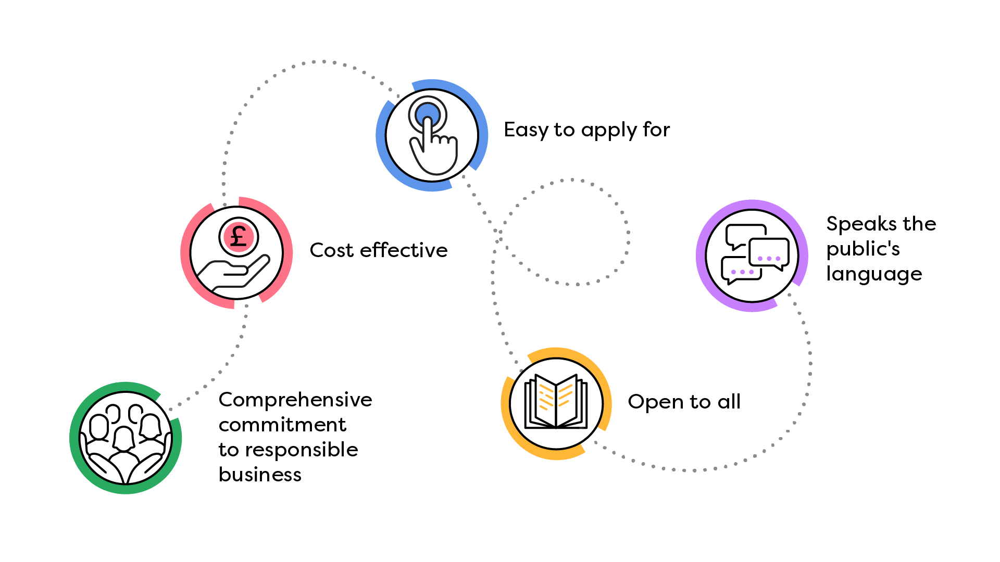 Easy to apply for
Speaks the
public's
language
£
Cost effective
Comprehensive
commitment
to responsible
business
Open to all